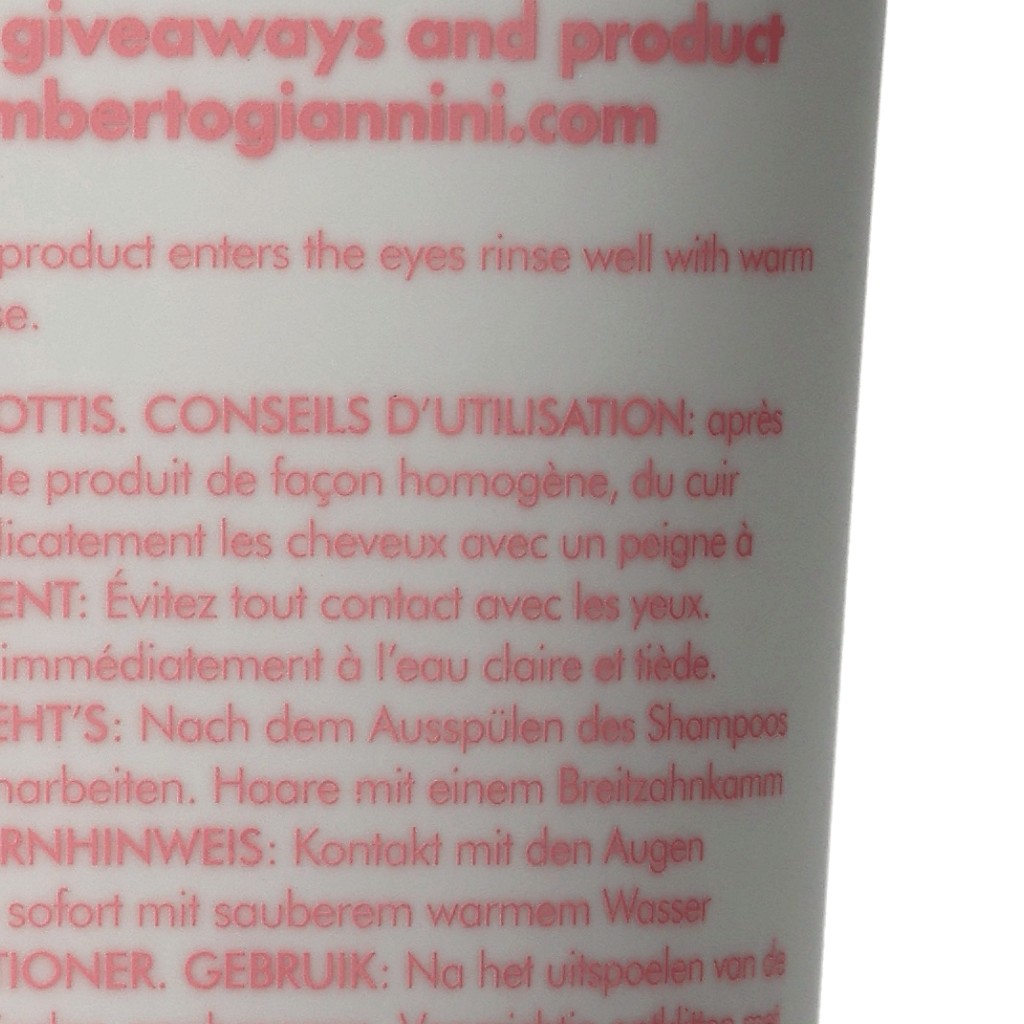 giveaways and product
mbertogiannini.com
product enters the eyes rinse well with warm
se.
OTTIS. CONSEILS D'UTILISATION: après
le produit de façon homogène, du cuir
licatement les cheveux avec un peigne à
ENT: Évitez tout contact avec les yeux.
immédiatement à l'eau claire et tiède.
EHT'S: Nach dem Ausspülen des Shampoos
narbeiten. Haare mit einem Breitzahnkamm
RNHINWEIS: Kontakt mit den Augen
sofort mit sauberem warmem Wasser
TIONER. GEBRUIK: Na het uitspoelen van de